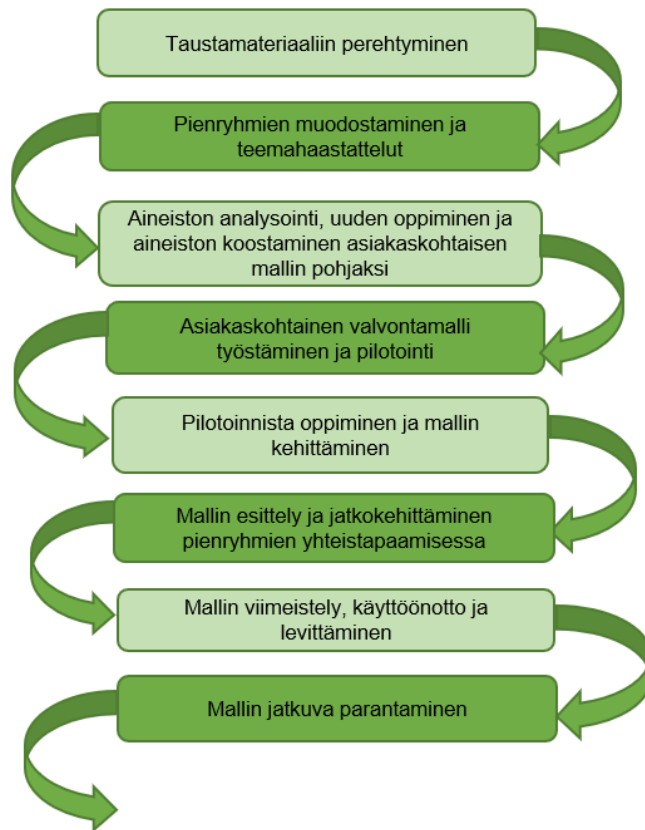 Taustamateriaaliin perehtyminen
Pienryhmien muodostaminen ja
teemahaastattelut
Aineiston analysointi, uuden oppiminen ja
aineiston koostaminen asiakaskohtaisen
mallin pohjaksi
Asiakaskohtainen valvontamalli
työstäminen ja pilotointi
Pilotoinnista oppiminen ja mallin
kehittäminen
Mallin esittely ja jatkokehittäminen
pienryhmien yhteistapaamisessa
Mallin viimeistely, käyttöönotto ja
levittäminen
Mallin jatkuva parantaminen